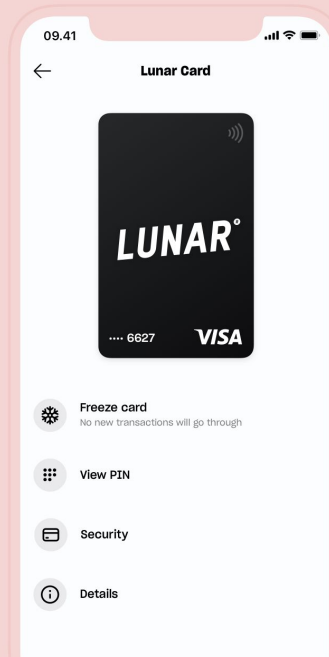 09.41
Lunar Card
LUNAR°
···· 6627
VISA
Freeze card
No new transactions will go through
View PIN
Security
Details